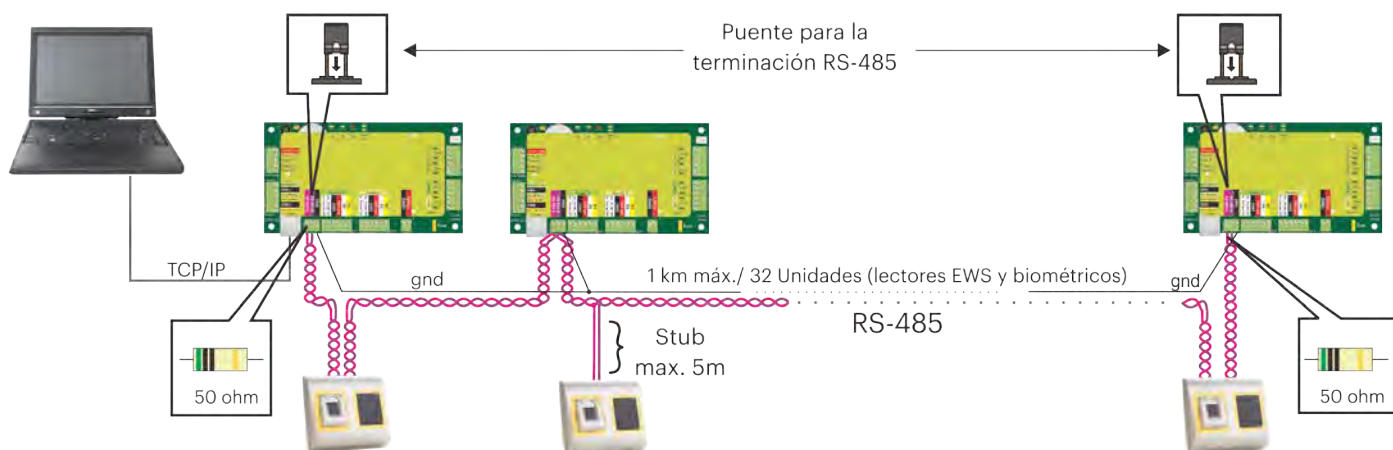 Puente para la
terminación RS-485
TCP/IP
gnd
1 km máx./ 32 Unidades (lectores EWS y biométricos)
gnd
RS-485
Stub
max. 5m
50 ohm
50 ohm